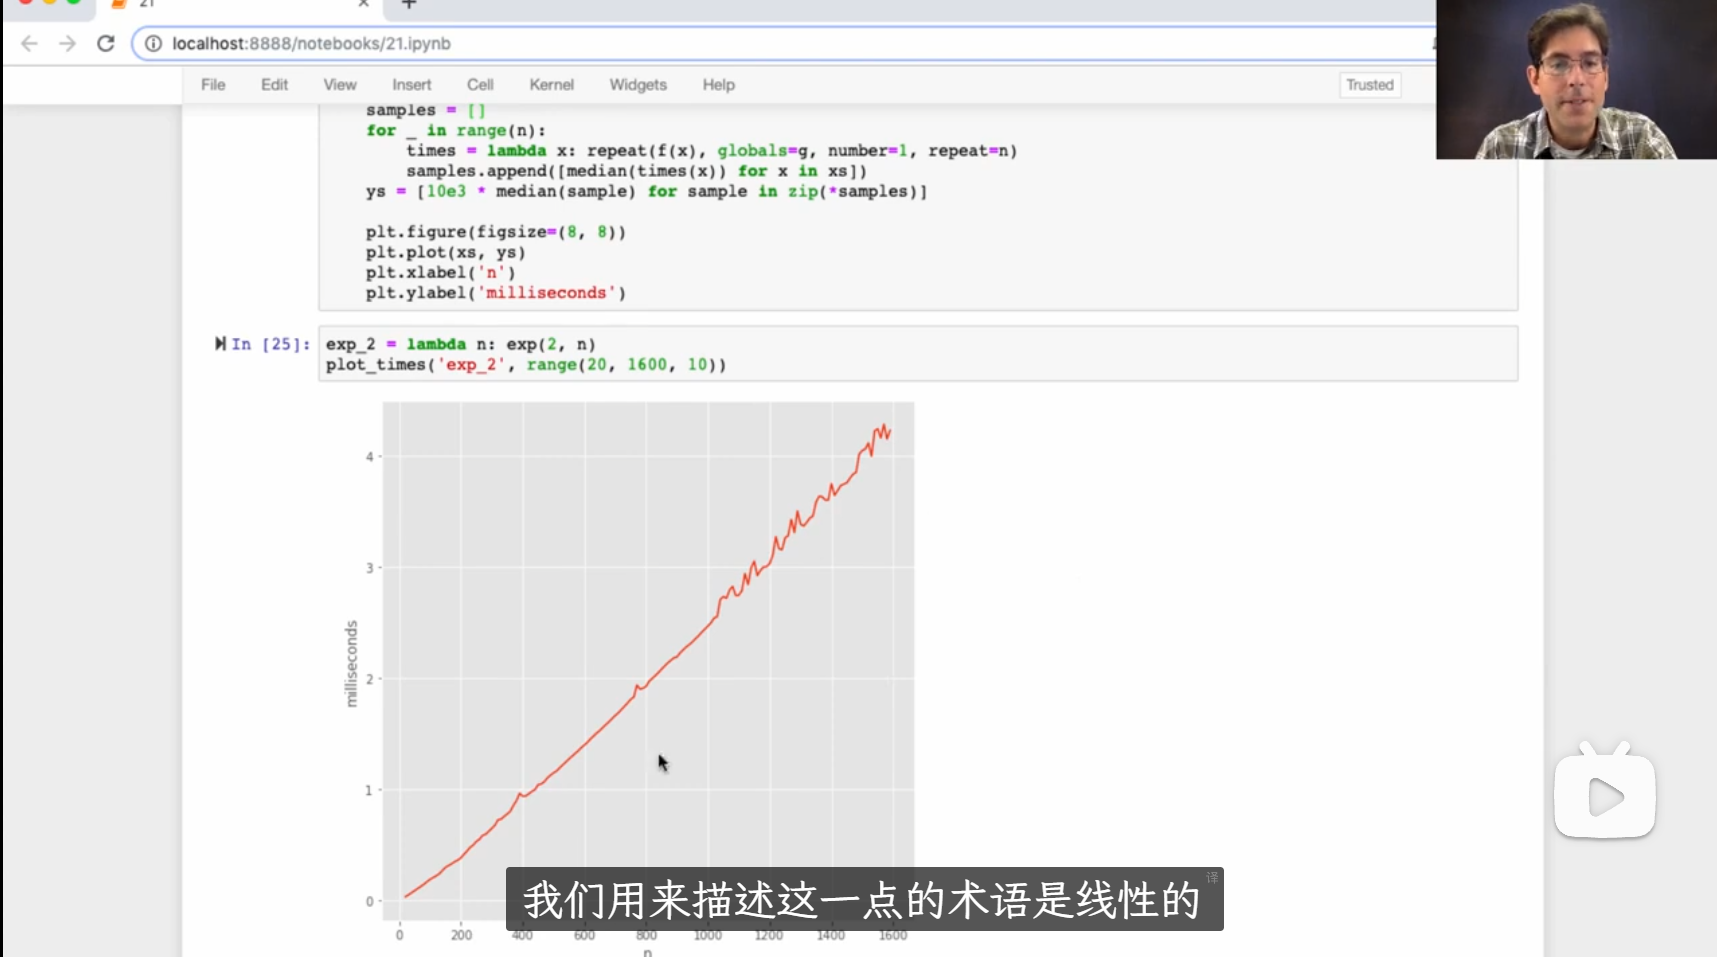 21
localhost:8888/notebooks/21.ipynb
File Edit View Insert Cell Kernel Widgets Help Trusted
samples = []
for _ in range(n):
times = lambda x: repeat(f(x), globals=g, number=1, repeat=n)
samples.append([median(times(x)) for x in xs])
ys = [10e3 * median(sample) for sample in zip(*samples)]
plt.figure(figsize=(8, 8))
plt.plot(xs, ys)
plt.xlabel('n')
plt.ylabel('milliseconds')
In [25]:
exp_2 = lambda n: exp(2, n)
plot_times('exp_2', range(20, 1600, 10))
4
3
2
1
0
milliseconds
0 200 400 600 800 1000 1200 1400 1600
n
我们用来描述这一点的术语是线性的
译